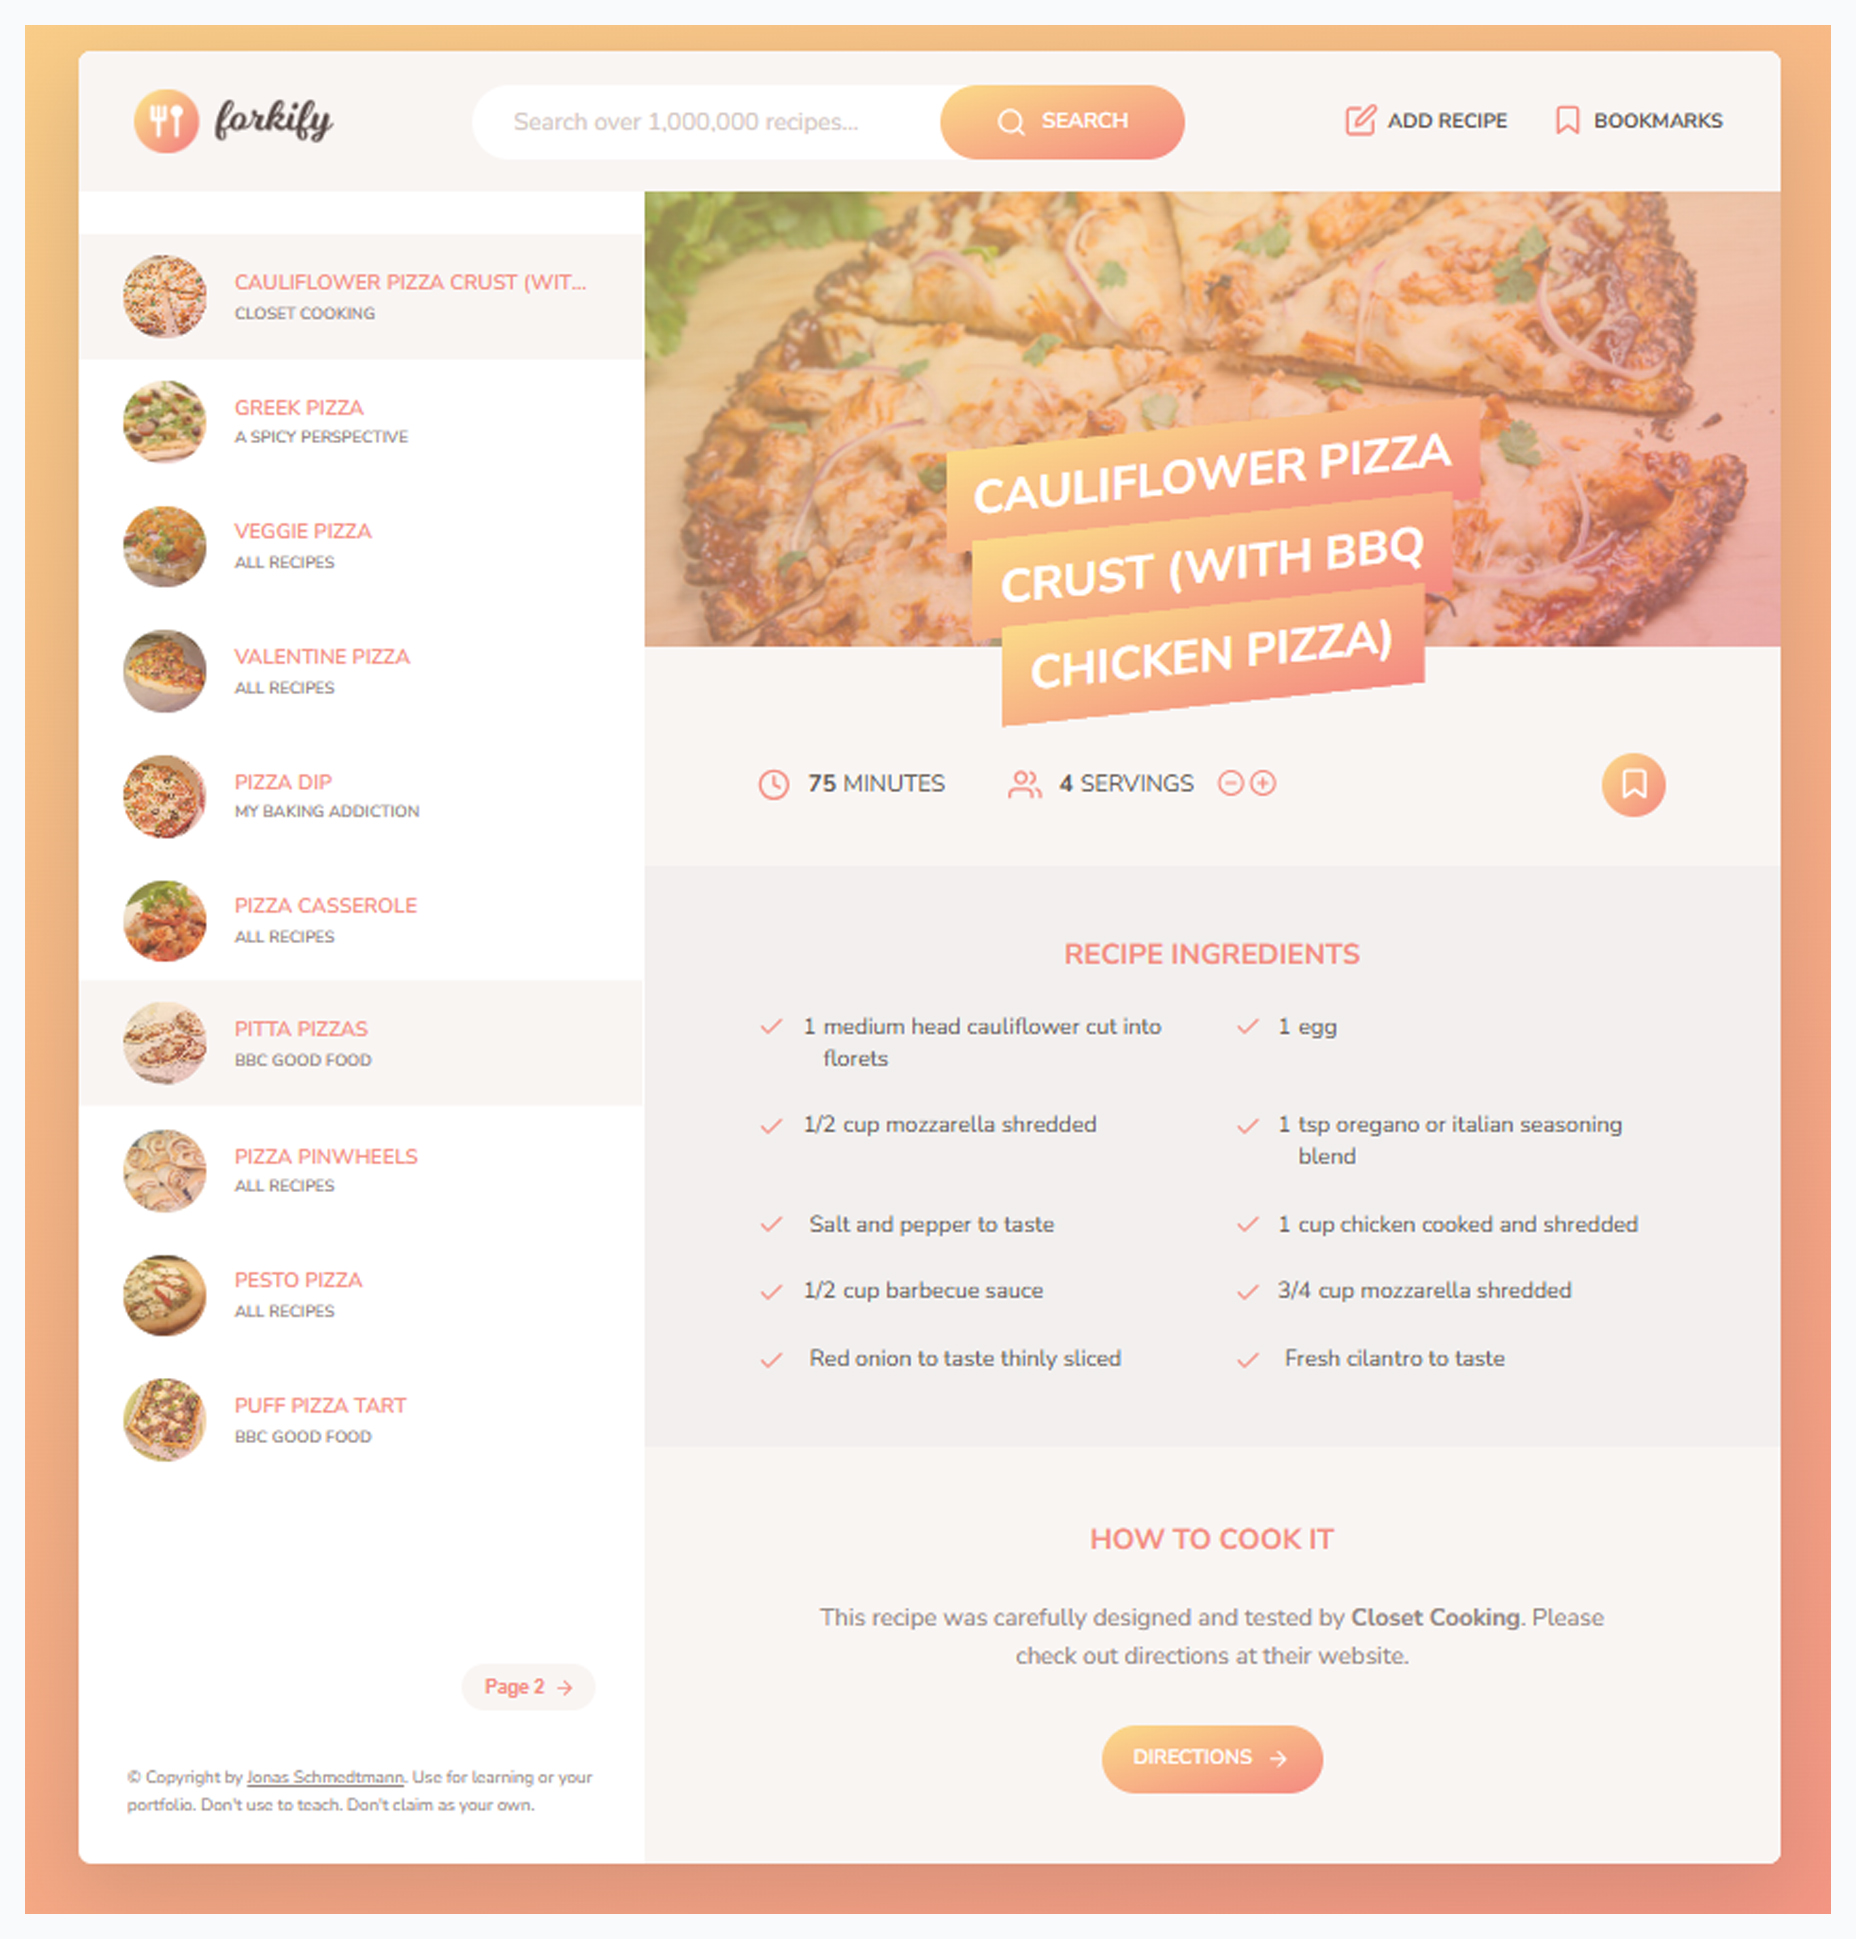 forkify
Search over 1,000,000 recipes...
SEARCH
ADD RECIPE
BOOKMARKS
CAULIFLOWER PIZZA CRUST (WIT...
CLOSET COOKING
GREEK PIZZA
A SPICY PERSPECTIVE
VEGGIE PIZZA
ALL RECIPES
VALENTINE PIZZA
ALL RECIPES
PIZZA DIP
MY BAKING ADDICTION
PIZZA CASSEROLE
ALL RECIPES
PITTA PIZZAS
BBC GOOD FOOD
PIZZA PINWHEELS
ALL RECIPES
PESTO PIZZA
ALL RECIPES
PUFF PIZZA TART
BBC GOOD FOOD
Page 2
© Copyright by Jonas Schmedtmann. Use for learning or your
portfolio. Don't use to teach. Don't claim as your own.
CAULIFLOWER PIZZA
CRUST (WITH BBQ
CHICKEN PIZZA)
75 MINUTES
4 SERVINGS
RECIPE INGREDIENTS
1 medium head cauliflower cut into
florets
1 egg
1/2 cup mozzarella shredded
1 tsp oregano or italian seasoning
blend
Salt and pepper to taste
1 cup chicken cooked and shredded
1/2 cup barbecue sauce
3/4 cup mozzarella shredded
Red onion to taste thinly sliced
Fresh cilantro to taste
HOW TO COOK IT
This recipe was carefully designed and tested by Closet Cooking. Please
check out directions at their website.
DIRECTIONS